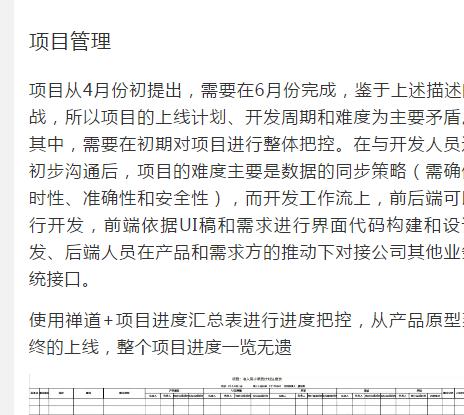 项目管理
项目从4月份初提出，需要在6月份完成，鉴于上述描述
战，所以项目的上线计划、开发周期和难度为主要矛盾
其中，需要在初期对项目进行整体把控。在与开发人员
初步沟通后，项目的难度主要是数据的同步策略（需确
时性、准确性和安全性），而开发工作流上，前后端可
行开发，前端依据UI稿和需求进行界面代码构建和设
发、后端人员在产品和需求方的推动下对接公司其他业
统接口。
使用禅道+项目进度汇总表进行进度把控，从产品原型
终的上线，整个项目进度一览无遗